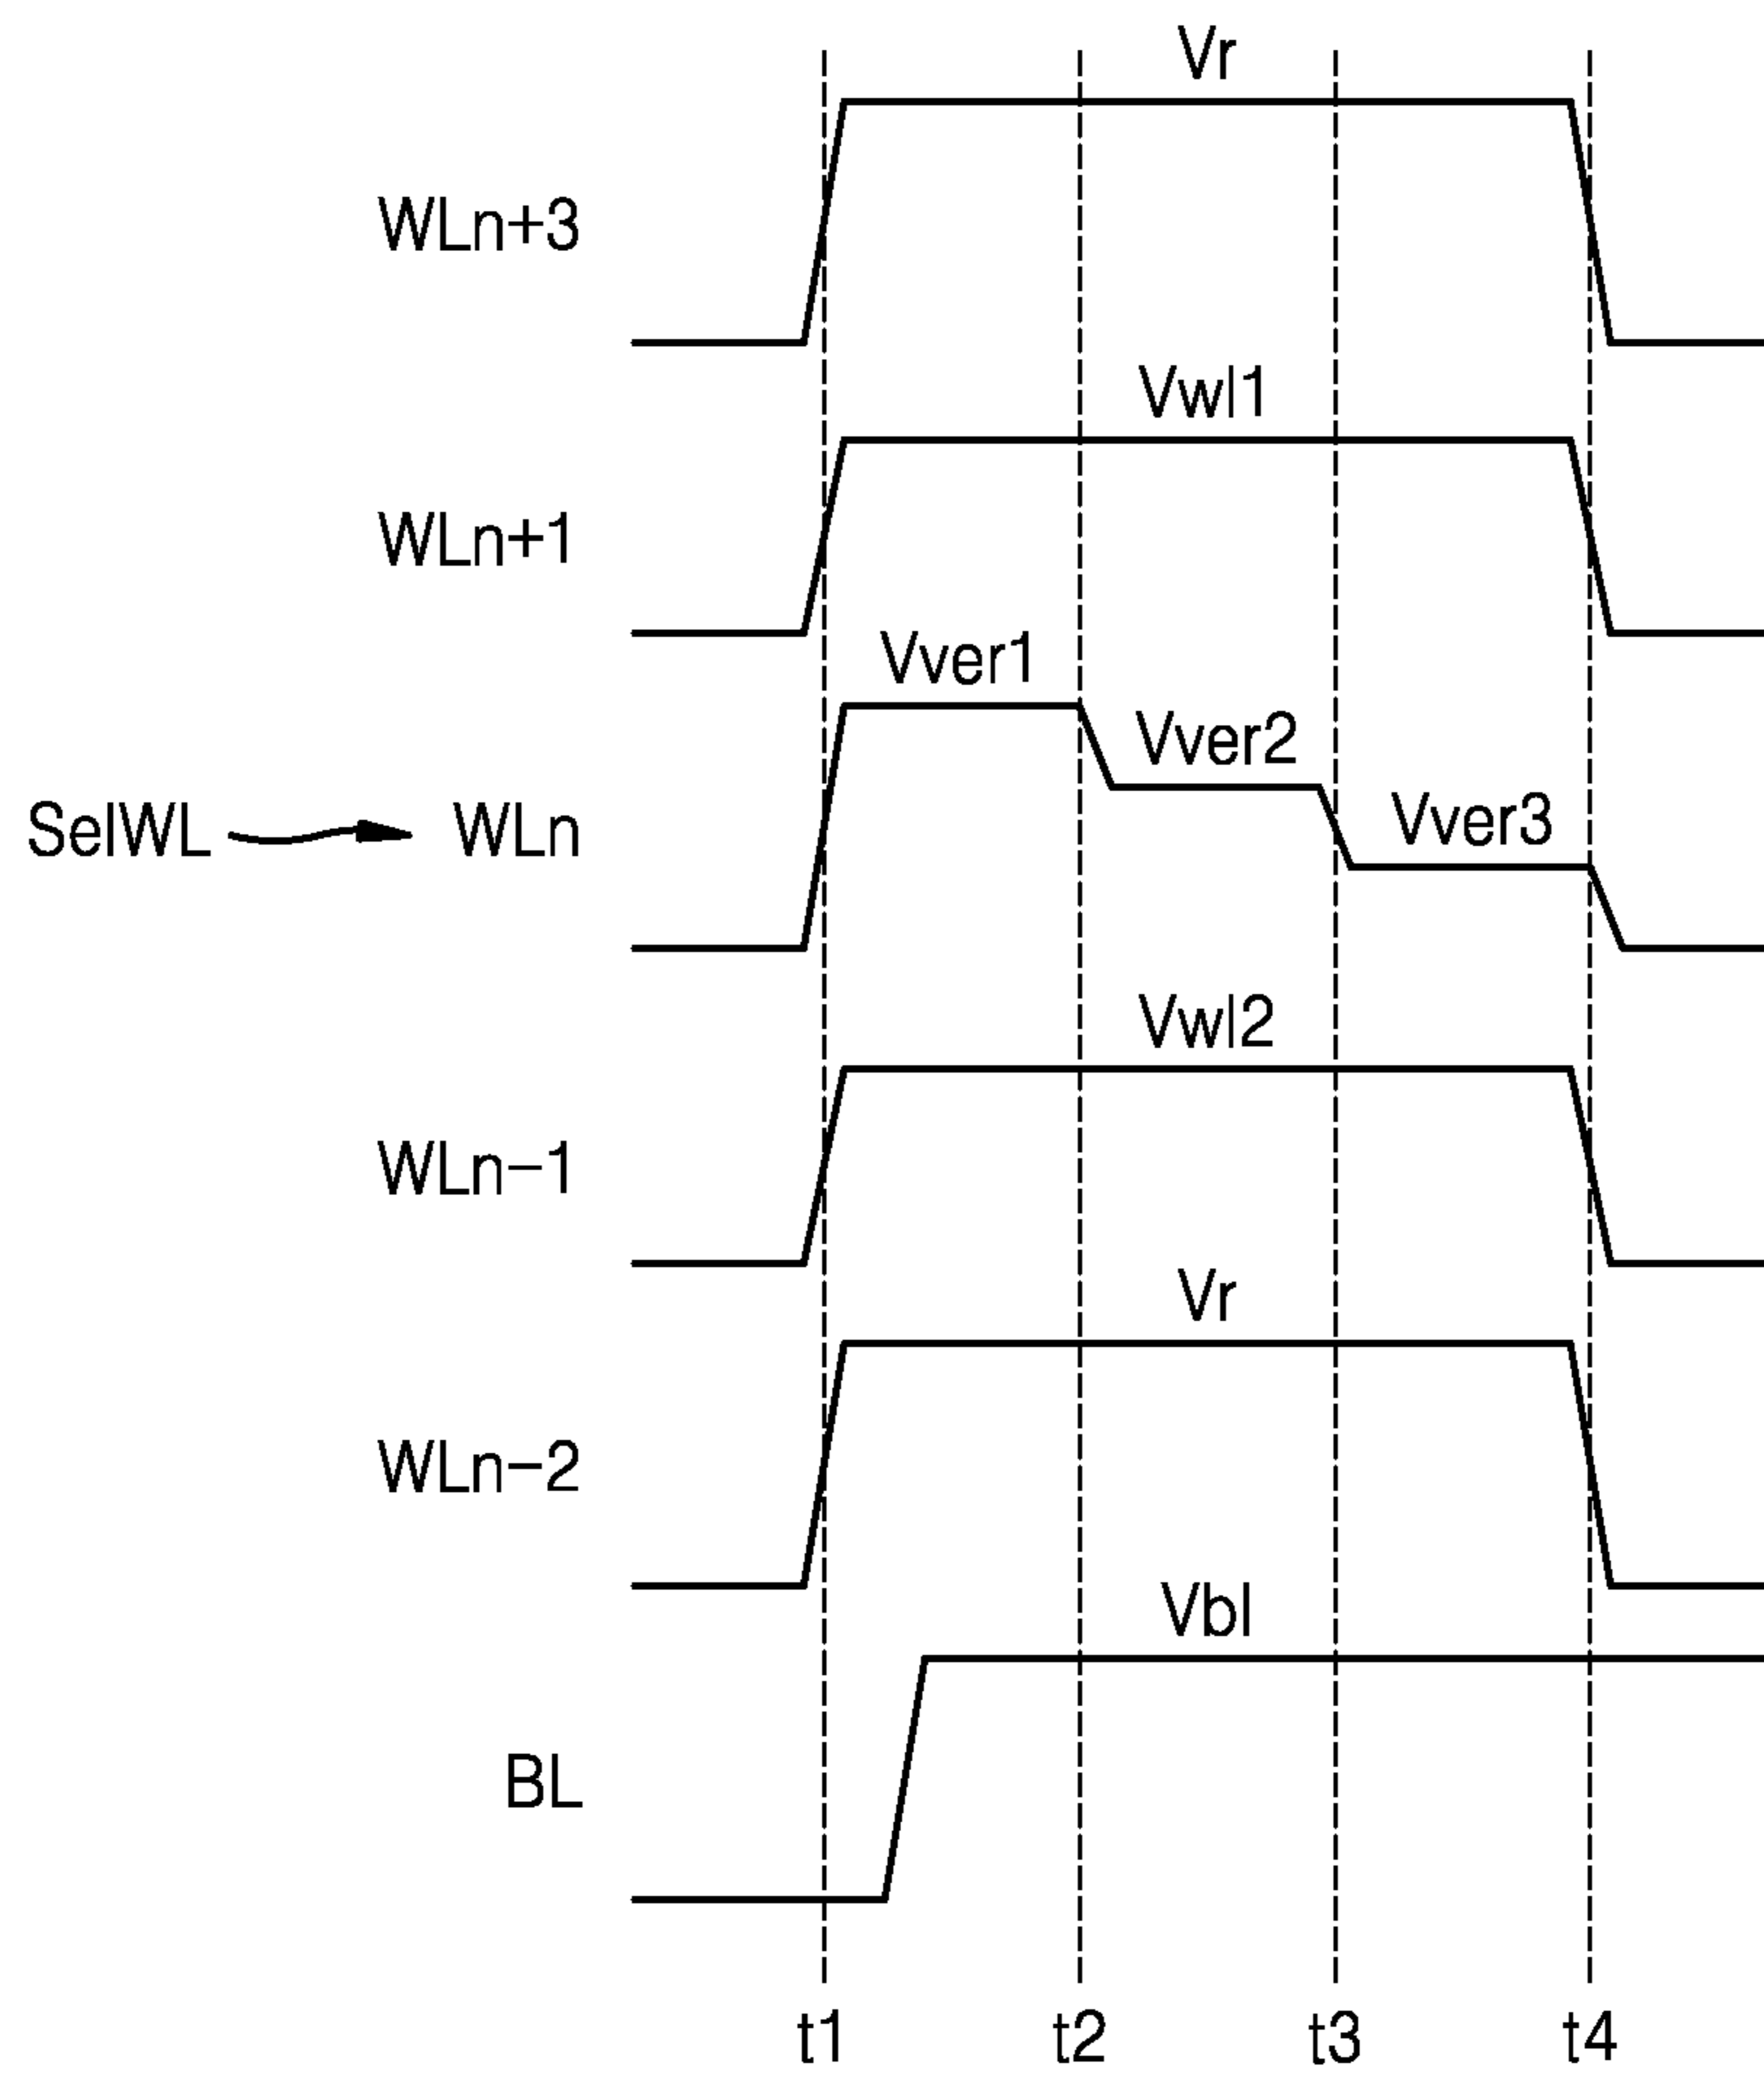 Vr
WLn+3
Vwl1
WLn+1
Vver1
Vver2
Vver3
SelWL WLn
Vwl2
WLn-1
Vr
WLn-2
Vbl
BL
t1 t2 t3 t4